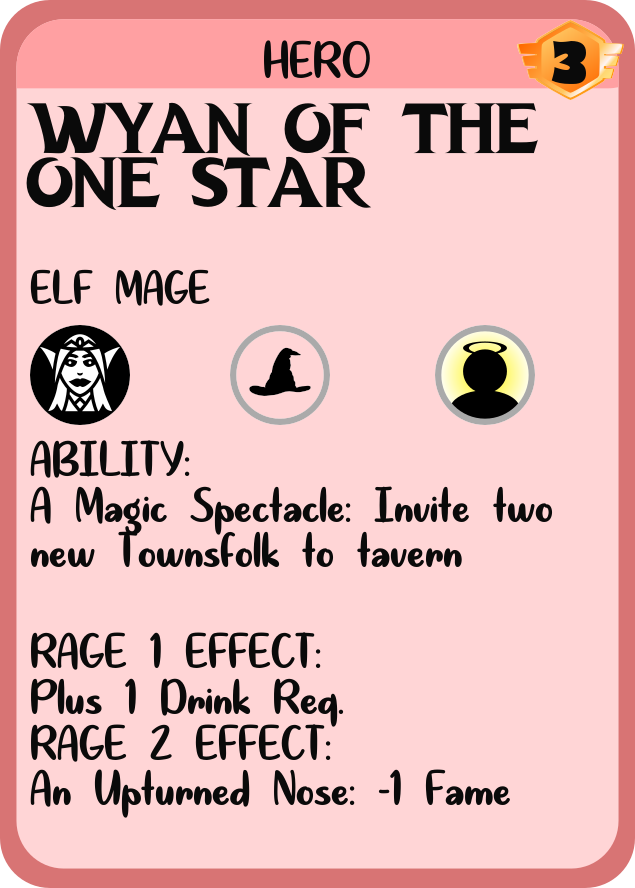 HERO
3
WYAN OF THE
ONE STAR
ELF MAGE
ABILITY:
A Magic Spectacle: Invite two
new Townsfolk to tavern
RAGE 1 EFFECT:
Plus 1 Drink Req.
RAGE 2 EFFECT:
An Upturned Nose: -1 Fame